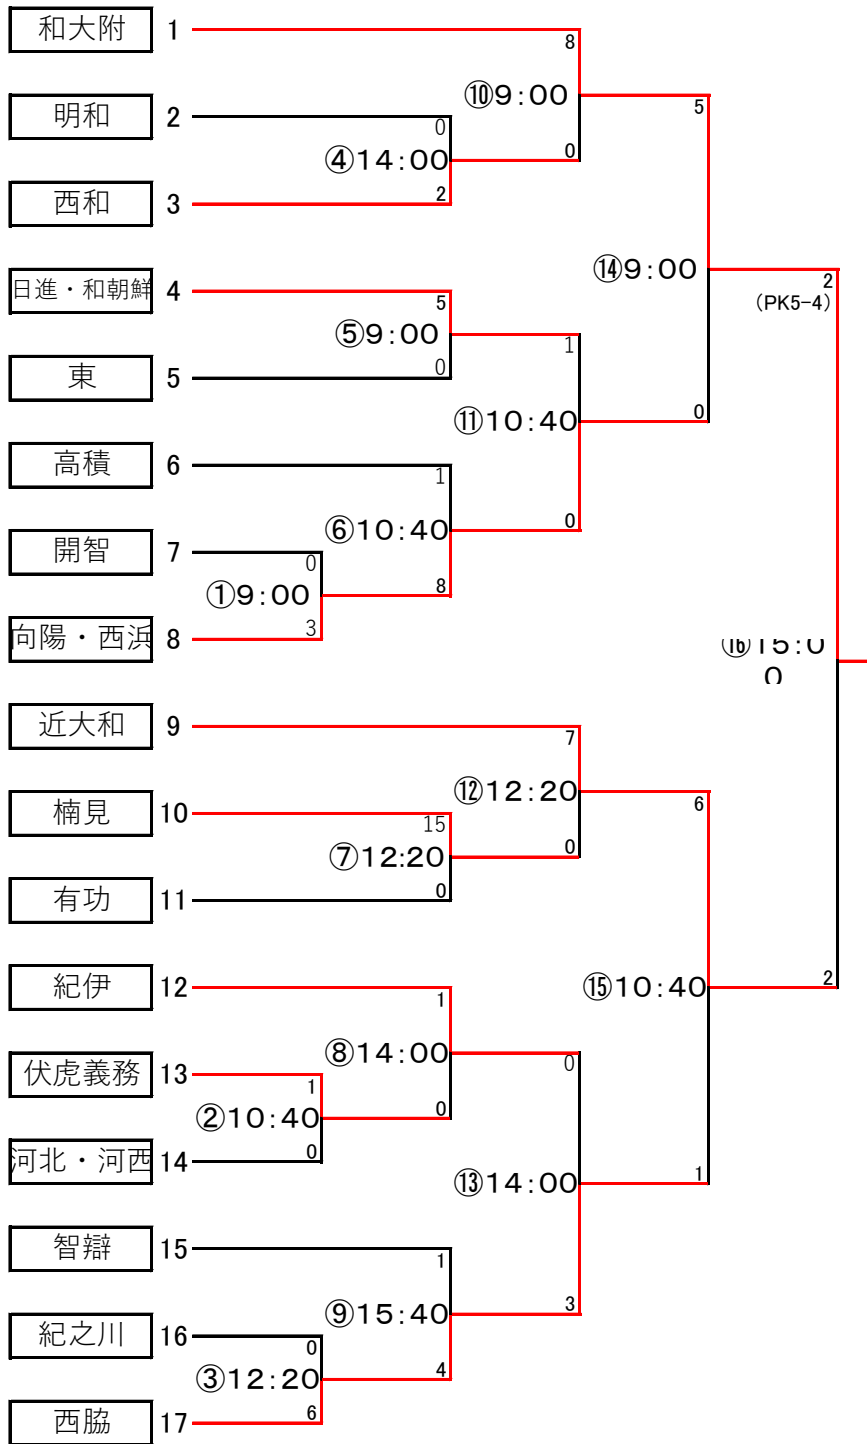 和大附 1
8
⑩9:00
5
明和 2
0
④14:00
0
西和 3
2
⑭9:00
日進・和朝鮮 4
2
(PK5-4)
5
⑤9:00
1
東 5
0
⑪10:40
0
高積 6
1
⑥10:40
0
開智 7
0
①9:00
8
向陽・西浜 8
3
⑯15:0
0
近大和 9
7
⑫12:20
6
楠見 10
15
⑦12:20
0
有功 11
0
紀伊 12
1
⑮10:40
2
⑧14:00
0
伏虎義務 13
1
②10:40
0
河北・河西 14
0
⑬14:00
1
智辯 15
1
⑨15:40
3
紀之川 16
0
③12:20
4
西脇 17
6